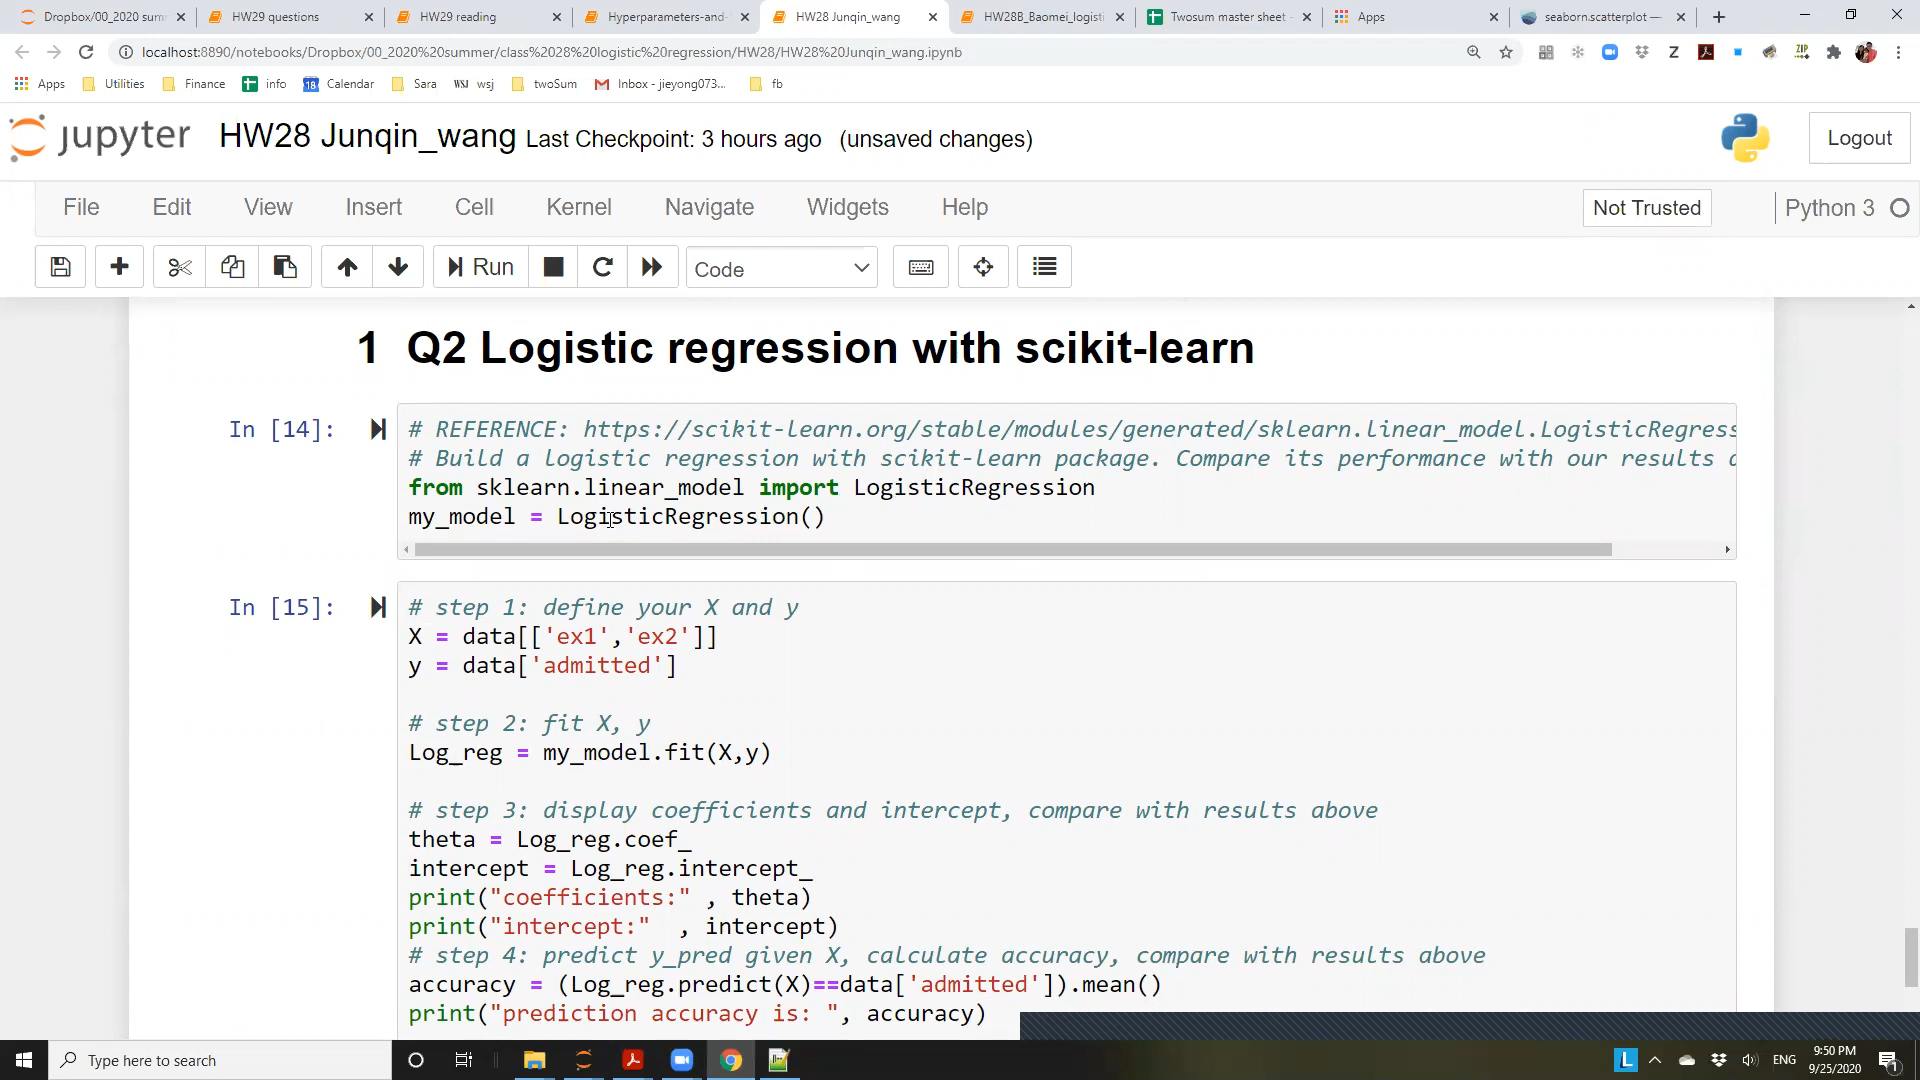 Dropbox/00_2020 sum
HW29 questions
HW29 reading
Hyperparameters-and-
HW28 Junqin_wang
HW28B_Baomei_logisti
Twosum master sheet -
Apps
seaborn.scatterplot —
localhost:8890/notebooks/Dropbox/00_2020%20summer/class%2028%20logistic%20regression/HW28/HW28%20Junqin_wang.ipynb
Apps
Utilities
Finance
info
18
Calendar
Sara
WSJ wsj
twoSum
Inbox - jieyong073...
fb
jupyter
HW28 Junqin_wang Last Checkpoint: 3 hours ago (unsaved changes)
Logout
File
Edit
View
Insert
Cell
Kernel
Navigate
Widgets
Help
Not Trusted
Python 3
Run
Code
1 Q2 Logistic regression with scikit-learn
In [14]:
# REFERENCE: https://scikit-learn.org/stable/modules/generated/sklearn.linear_model.LogisticRegress
# Build a logistic regression with scikit-learn package. Compare its performance with our results
from sklearn.linear_model import LogisticRegression
my_model = LogisticRegression()
In [15]:
# step 1: define your X and y
X = data[['ex1','ex2']]
y = data['admitted']
# step 2: fit X, y
Log_reg = my_model.fit(X,y)
# step 3: display coefficients and intercept, compare with results above
theta = Log_reg.coef_
intercept = Log_reg.intercept_
print("coefficients:" , theta)
print("intercept:"  , intercept)
# step 4: predict y_pred given X, calculate accuracy, compare with results above
accuracy = (Log_reg.predict(X)==data['admitted']).mean()
print("prediction accuracy is: ", accuracy)
Type here to search
L
ENG
9:50 PM
9/25/2020
1